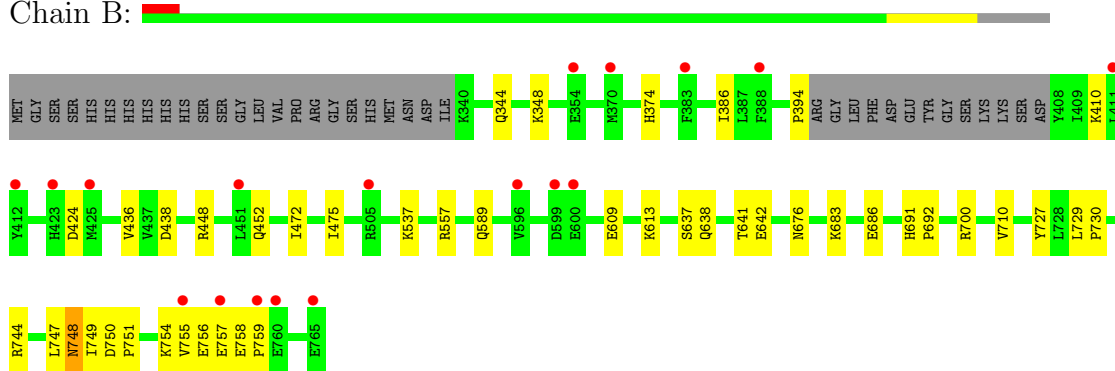 Chain B:
MET GLY SER SER HIS HIS HIS HIS HIS HIS SER SER GLY LEU VAL PRO ARG GLY SER HIS MET ASN ASP ILE K340 Q344 K348 E354 M370 H374 F383 I386 L387 F388 P394 ARG GLY LEU PHE ASP GLU TYR GLY SER LYS LYS SER ASP Y408 I409 K410 L411
Y412 H423 D424 M425 V436 V437 D438 R448 L451 Q452 I472 I475 R505 K537 R557 Q589 V596 D599 E600 E609 K613 S637 Q638 T641 E642 N676 K683 E686 H691 P692 R700 V710 Y727 L728 L729 P730
R744 L747 N748 I749 D750 P751 K754 V755 E756 E757 E758 P759 E760 E765